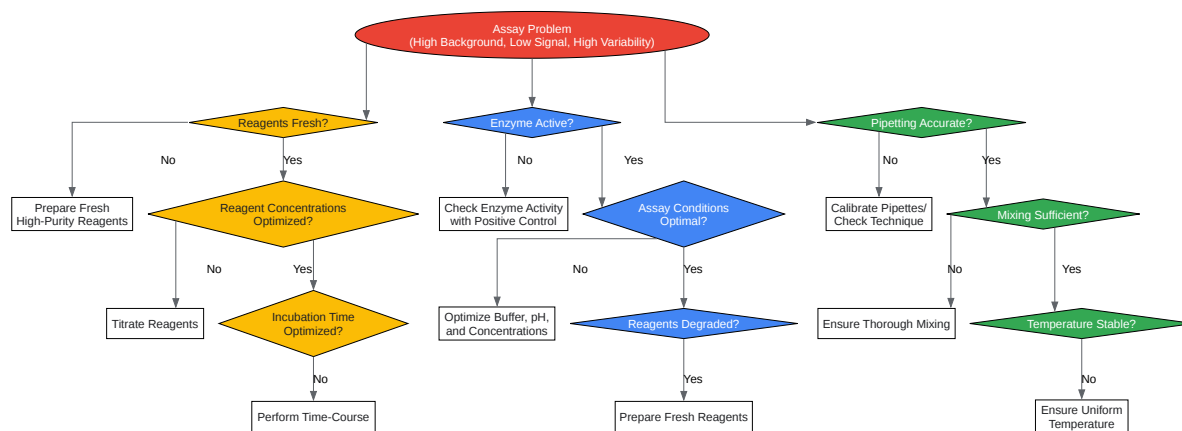 Assay Problem
(High Background, Low Signal, High Variability)
Reagents Fresh?
Enzyme Active?
Pipetting Accurate?
No
Yes
No
Yes
No
Yes
Prepare Fresh
High-Purity Reagents
Reagent Concentrations
Optimized?
Check Enzyme Activity
with Positive Control
Assay Conditions
Optimal?
Calibrate Pipettes/
Check Technique
Mixing Sufficient?
No
Yes
No
Yes
No
Yes
Titrate Reagents
Incubation Time
Optimized?
Optimize Buffer, pH,
and Concentrations
Reagents Degraded?
Ensure Thorough Mixing
Temperature Stable?
No
Yes
No
Perform Time-Course
Prepare Fresh Reagents
Ensure Uniform
Temperature